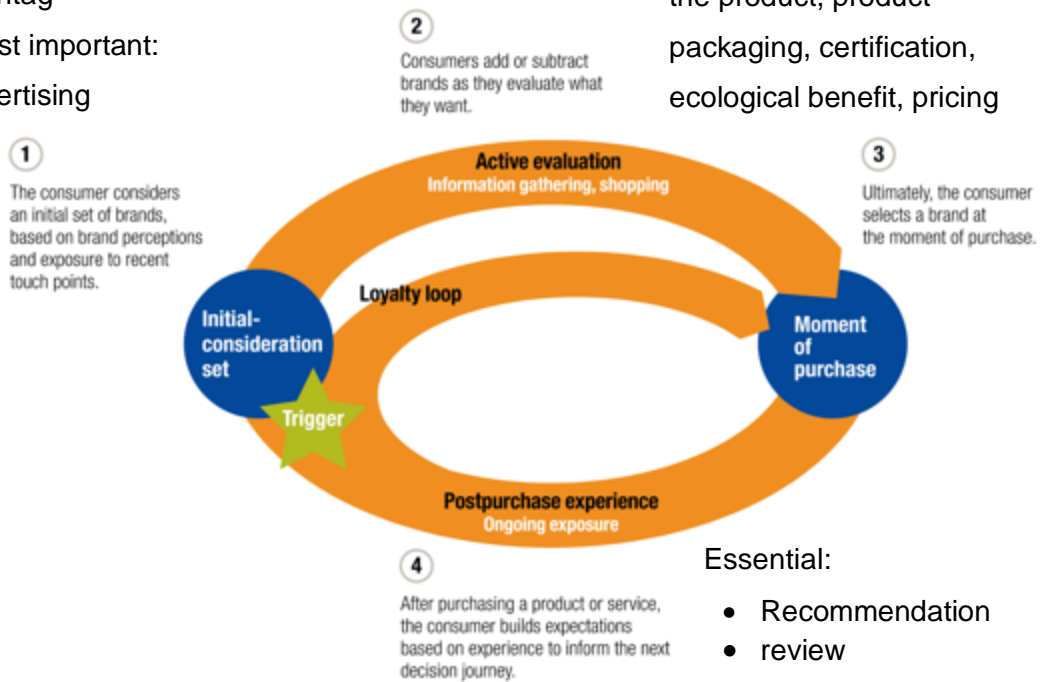 st important:
the product, product
packaging, certification,
ecological benefit, pricing
1
The consumer considers
an initial set of brands,
based on brand perceptions
and exposure to recent
touch points.
2
Consumers add or subtract
brands as they evaluate what
they want.
3
Ultimately, the consumer
selects a brand at
the moment of purchase.
Active evaluation
Information gathering, shopping
Loyalty loop
Initial-
consideration
set
Trigger
Moment
of
purchase
Postpurchase experience
Ongoing exposure
4
After purchasing a product or service,
the consumer builds expectations
based on experience to inform the next
decision journey.
Essential:
• Recommendation
• review